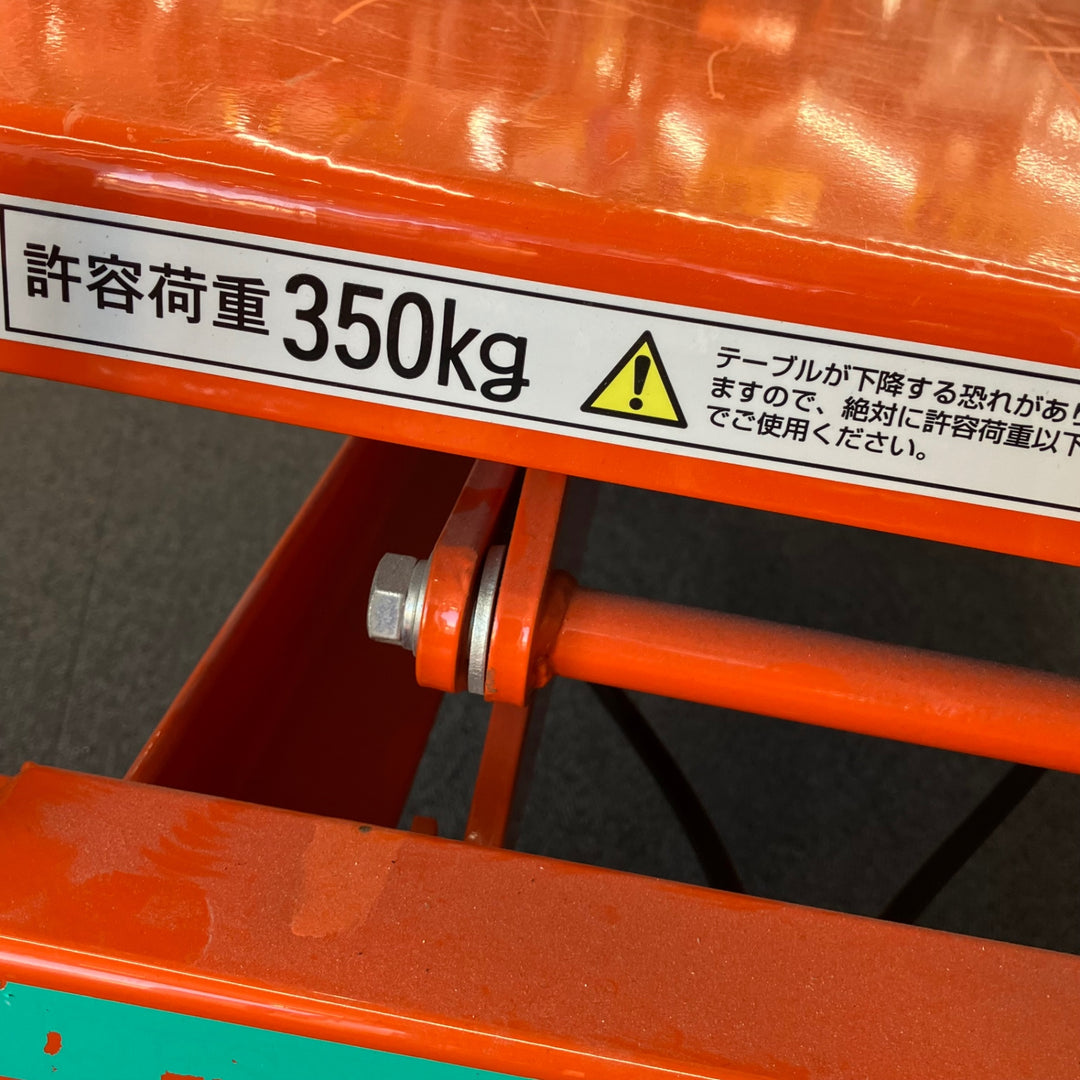 許容荷重 350kg
テーブルが下降する恐れがあり
ますので、絶対に許容荷重以下
でご使用ください。